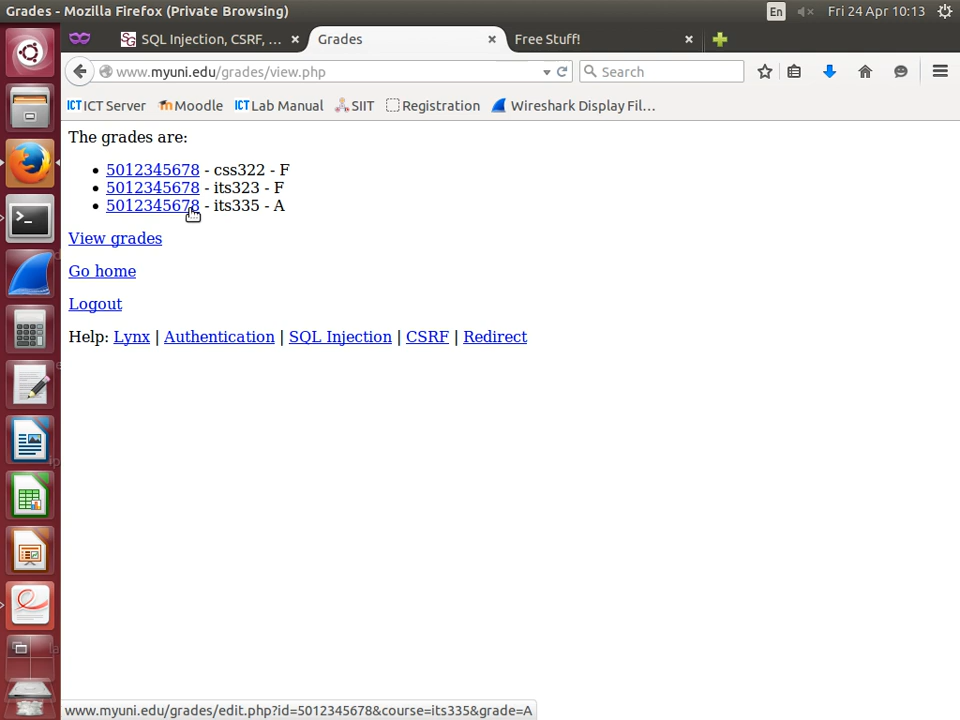 Grades - Mozilla Firefox (Private Browsing)
En
Fri 24 Apr 10:13
SQL Injection, CSRF, ...
Grades
Free Stuff!
www.myuni.edu/grades/view.php
Search
ICT ICT Server
Moodle
ICT Lab Manual
SIIT
Registration
Wireshark Display Fil...
The grades are:
• 5012345678 - css322 - F
• 5012345678 - its323 - F
• 5012345678 - its335 - A
View grades
Go home
Logout
Help: Lynx | Authentication | SQL Injection | CSRF | Redirect
www.myuni.edu/grades/edit.php?id=5012345678&course=its335&grade=A